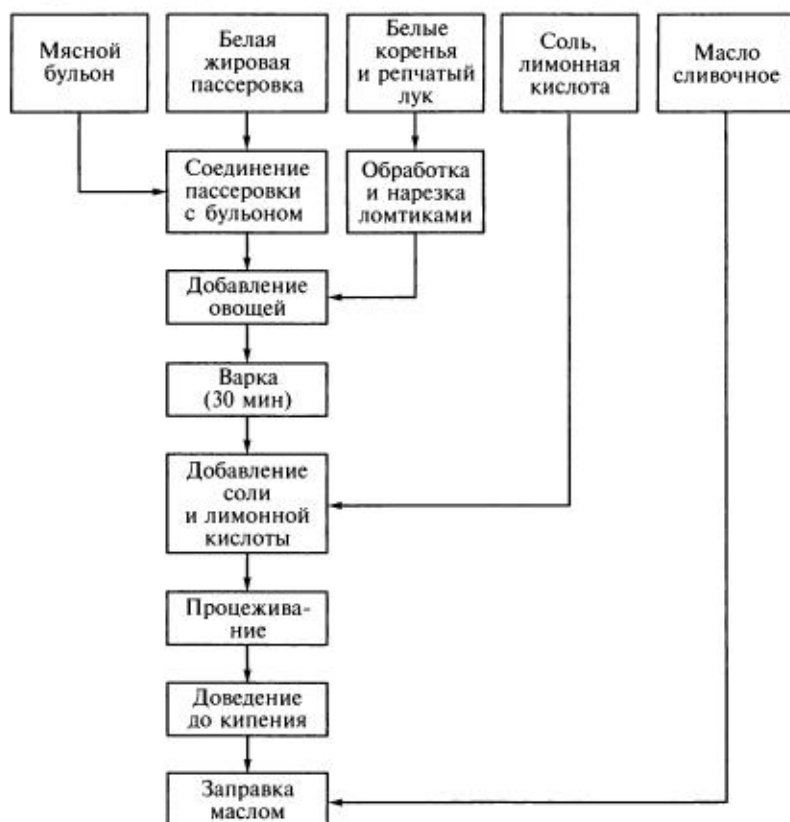 Мясной
бульон
Белая
жировая
пассеровка
Белые
коренья
и репчатый
лук
Соль,
лимонная
кислота
Масло
сливочное
Соединение
пассеровки
с бульоном
Обработка
и нарезка
ломтиками
Добавление
овощей
Варка
(30 мин)
Добавление
соли
и лимонной
кислоты
Процежива-
ние
Доведение
до кипения
Заправка
маслом